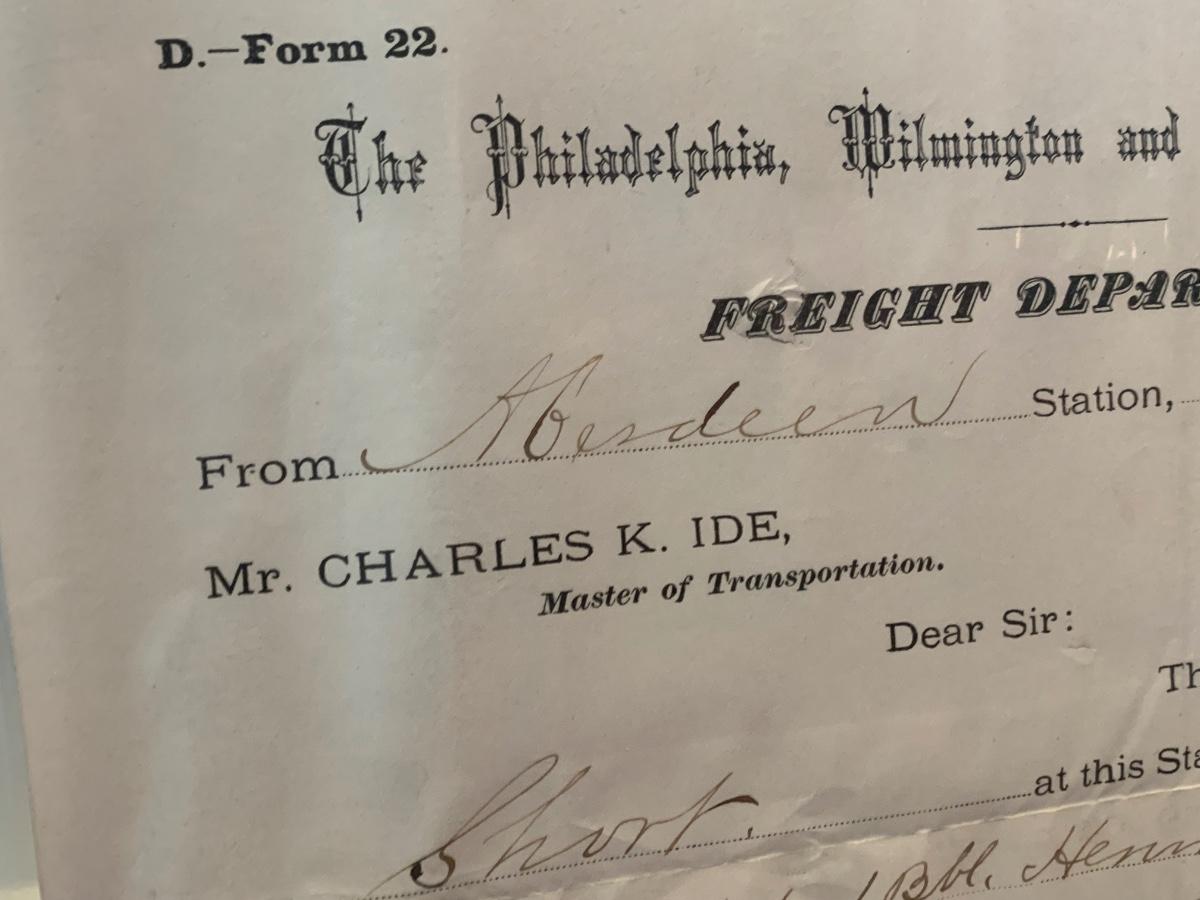 D.—Form 22.
The Philadelphia, Wilmington and
FREIGHT DEPAR
From Aberdeen Station,
Mr. CHARLES K. IDE,
Master of Transportation.
Dear Sir:
Th
Short. at this Sta
1 Bbl.